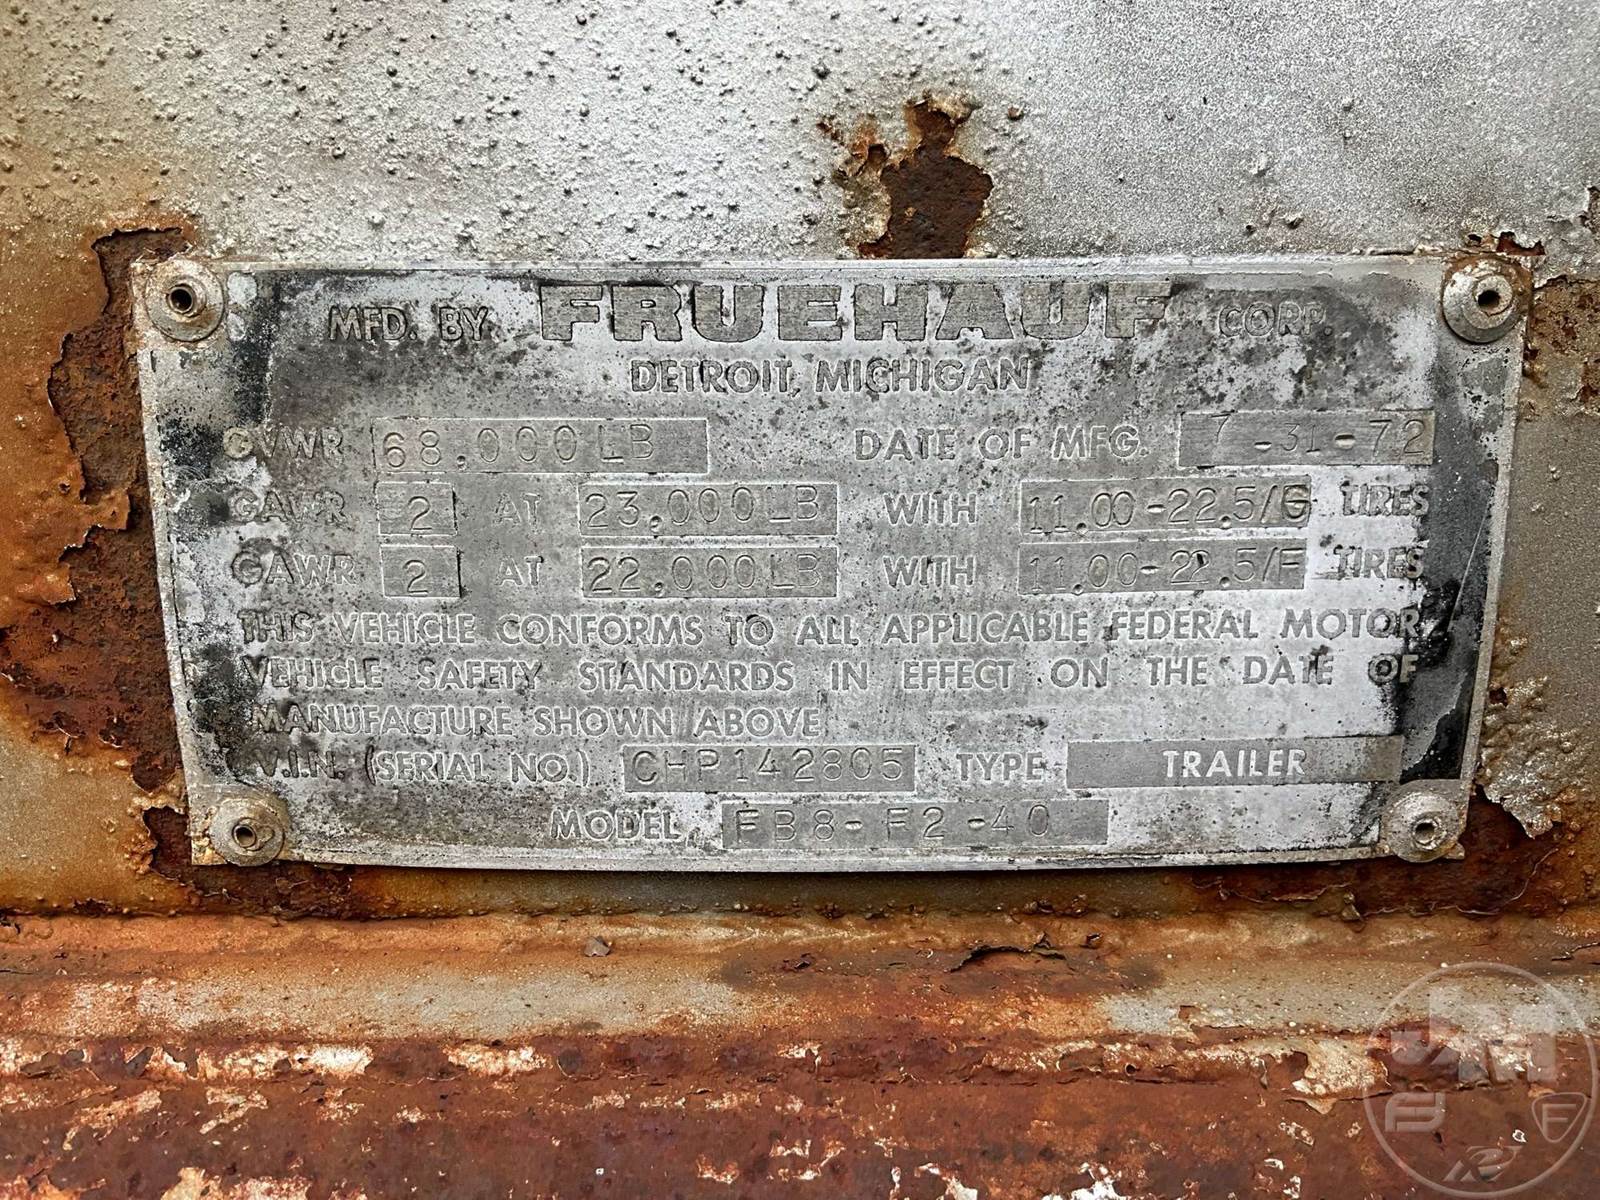 MFD. BY FRUEHAUF CORP.
DETROIT, MICHIGAN
GVWR 68,000LB DATE OF MFG. 7-31-72
GAWR 2 AT 23,000LB WITH 11.00-22.5/G TIRES
GAWR 2 AT 22,000LB WITH 11.00-22.5/F TIRES
THIS VEHICLE CONFORMS TO ALL APPLICABLE FEDERAL MOTOR
VEHICLE SAFETY STANDARDS IN EFFECT ON THE DATE OF
MANUFACTURE SHOWN ABOVE
V.I.N. (SERIAL NO.) CHP142805 TYPE TRAILER
MODEL FB8-F2-40